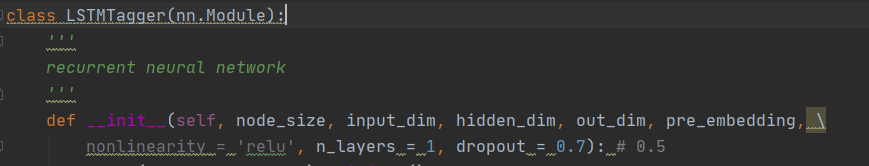 class LSTMTagger(nn.Module):
'''
recurrent neural network
'''
def __init__(self, node_size, input_dim, hidden_dim, out_dim, pre_embedding, \
nonlinearity = 'relu', n_layers = 1, dropout = 0.7): # 0.5